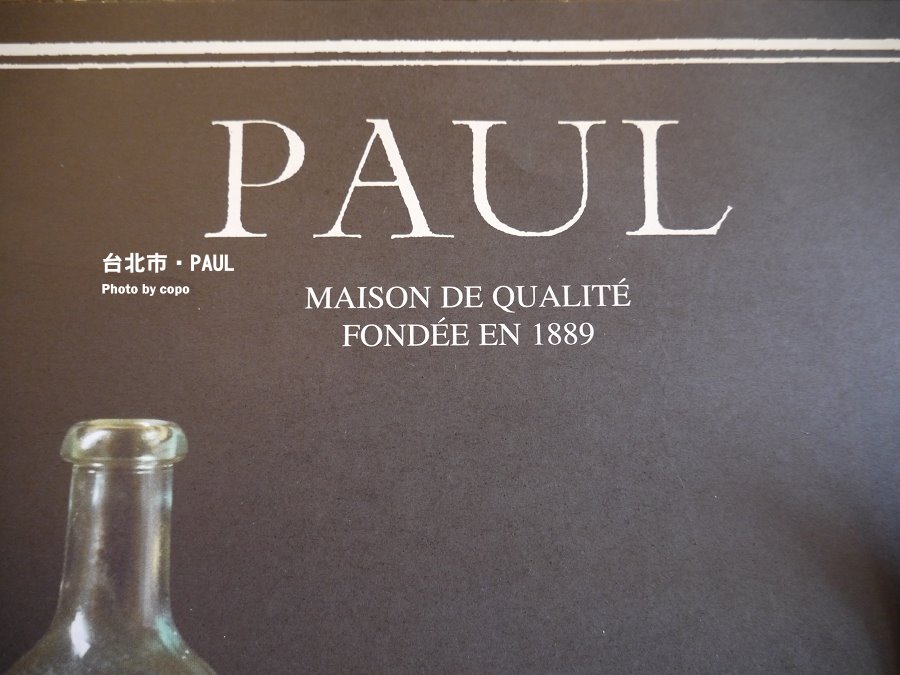 PAUL
台北市・PAUL
Photo by copo
MAISON DE QUALITÉ
FONDÉE EN 1889